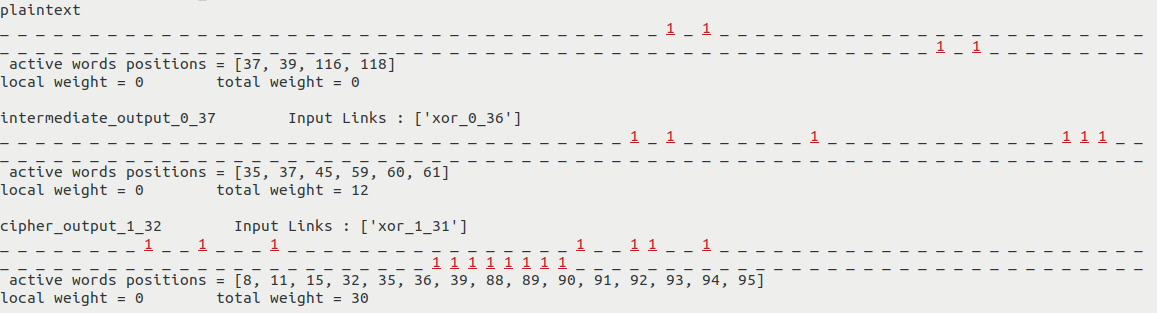 plaintext
_ _ _ _ _ _ _ _ _ _ _ _ _ _ _ _ _ _ _ _ _ _ _ _ _ _ _ _ _ _ _ _ _ _ _ _ _ 1 _ 1 _ _ _ _ _ _ _ _ _ _ _ _ _ _ _ _ _ _ _ _ _ _ _ _
_ _ _ _ _ _ _ _ _ _ _ _ _ _ _ _ _ _ _ _ _ _ _ _ _ _ _ _ _ _ _ _ _ _ _ _ _ _ _ _ _ _ _ _ _ _ _ _ _ _ _ _ 1 _ 1 _ _ _ _ _ _ _ _ _
active words positions = [37, 39, 116, 118]
local weight = 0 total weight = 0
intermediate_output_0_37 Input Links : ['xor_0_36']
_ _ _ _ _ _ _ _ _ _ _ _ _ _ _ _ _ _ _ _ _ _ _ _ _ _ _ _ _ _ _ _ _ _ _ 1 _ 1 _ _ _ _ _ _ _ 1 _ _ _ _ _ _ _ _ _ _ _ _ _ 1 1 1 _ _
_ _ _ _ _ _ _ _ _ _ _ _ _ _ _ _ _ _ _ _ _ _ _ _ _ _ _ _ _ _ _ _ _ _ _ _ _ _ _ _ _ _ _ _ _ _ _ _ _ _ _ _ _ _ _ _ _ _ _ _ _ _ _ _
active words positions = [35, 37, 45, 59, 60, 61]
local weight = 0 total weight = 12
cipher_output_1_32 Input Links : ['xor_1_31']
_ _ _ _ _ _ _ _ 1 _ _ 1 _ _ _ 1 _ _ _ _ _ _ _ _ _ _ _ _ _ _ _ _ 1 _ _ 1 1 _ _ 1 _ _ _ _ _ _ _ _ _ _ _ _ _ _ _ _ _ _ _ _ _ _ _ _
_ _ _ _ _ _ _ _ _ _ _ _ _ _ _ _ _ _ _ _ _ _ _ _ 1 1 1 1 1 1 1 1 _ _ _ _ _ _ _ _ _ _ _ _ _ _ _ _ _ _ _ _ _ _ _ _ _ _ _ _ _ _ _ _
active words positions = [8, 11, 15, 32, 35, 36, 39, 88, 89, 90, 91, 92, 93, 94, 95]
local weight = 0 total weight = 30